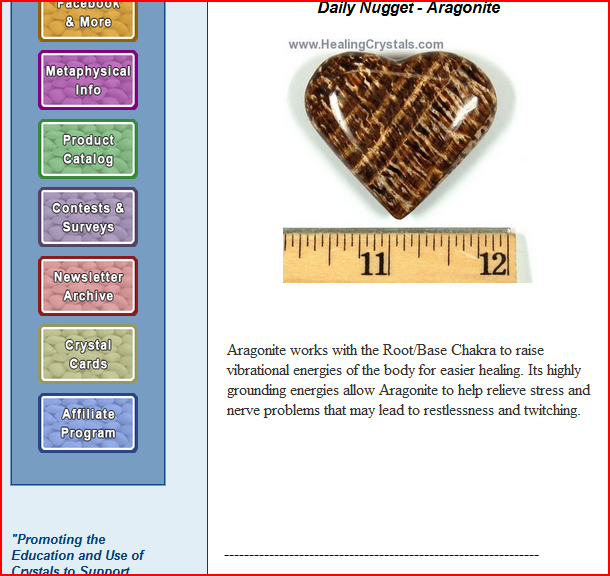 Facebook
& More
Metaphysical
Info
Product
Catalog
Contests &
Surveys
Newsletter
Archive
Crystal
Cards
Affiliate
Program
"Promoting the
Education and Use of
Crystals to Support
Daily Nugget - Aragonite
www.HealingCrystals.com
11 12
Aragonite works with the Root/Base Chakra to raise
vibrational energies of the body for easier healing. Its highly
grounding energies allow Aragonite to help relieve stress and
nerve problems that may lead to restlessness and twitching.
----------------------------------------------------------------